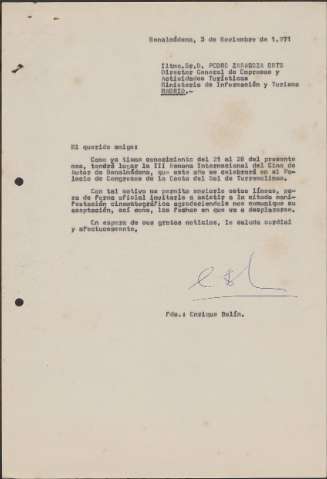 Benalmádena, 3 de Noviembre de 1.971
Iltmo.Sr.D. PEDRO ZARAGOZA ORTS
Director General de Empresas y
Actividades Turísticas
Ministerio de Información y Turismo
MADRID.-
Mi querido amigo:
Como ya tienes conocimiento del 21 al 28 del presente
mes, tendrá lugar la III Semana Internacional del Cine de
Autor de Benalmádena, que este año se celebrará en el Pa-
lacio de Congresos de la Costa del Sol de Torremolinos.
Con tal motivo me permito enviarle estas líneas, pa-
ra de forma oficial invitarle a asistir a la citada mani-
festación cinematográfica agradeciendole nos comunique su
aceptación, así como, las fechas en que va a desplazarse.
En espera de sus gratas noticias, le saluda cordial
y afectuosamente,
Fdo.: Enrique Bolín.